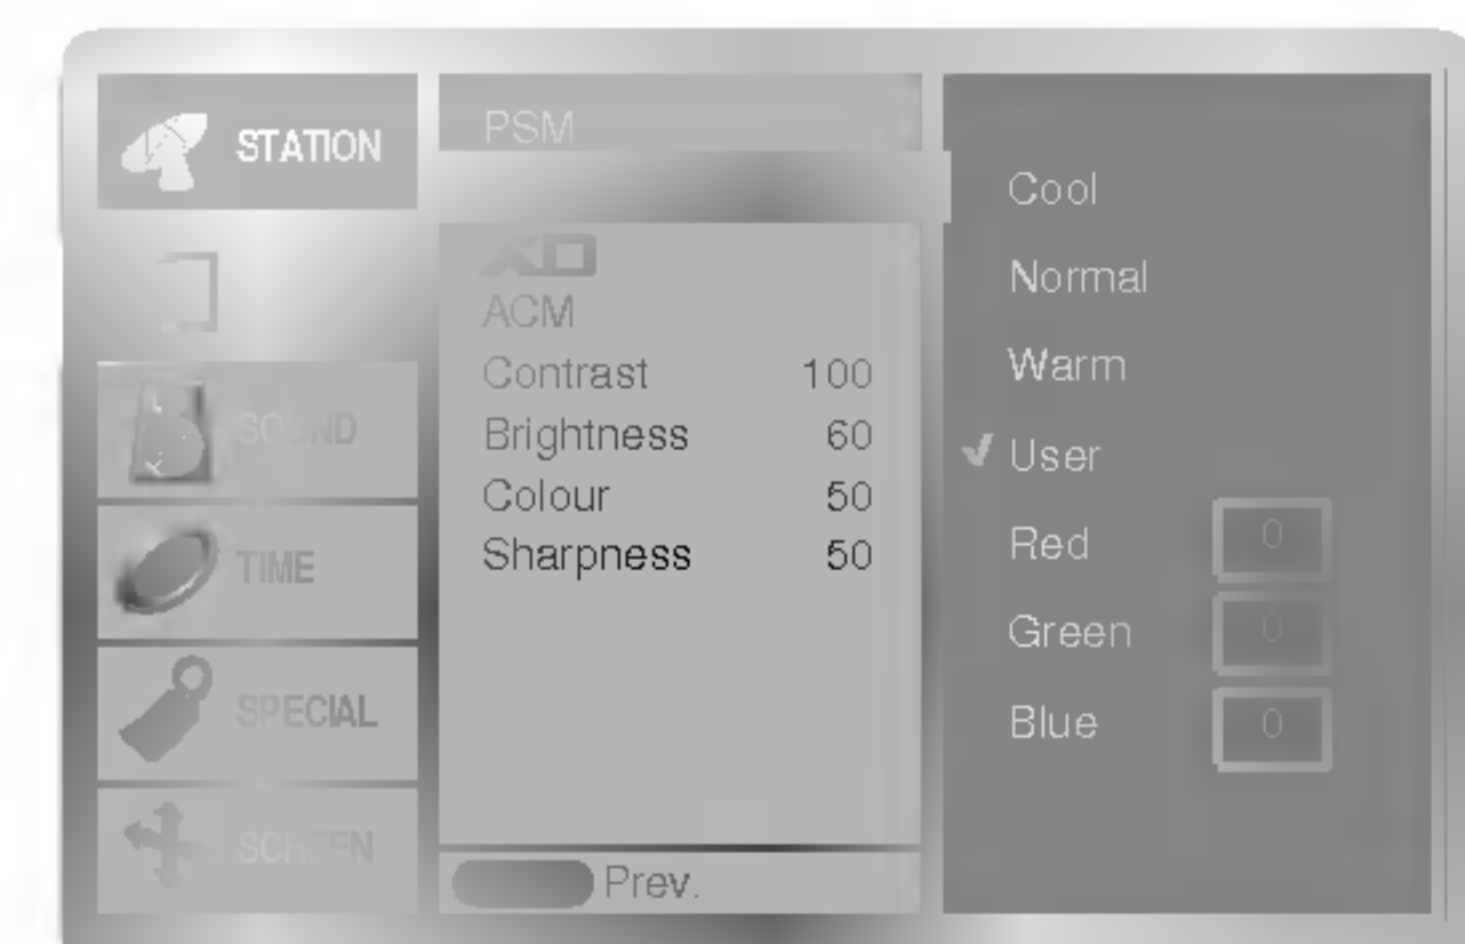 STATION
SOUND
TIME
SPECIAL
SCREEN
PSM
XD
ACM
Contrast 100
Brightness 60
Colour 50
Sharpness 50
Prev.
Cool
Normal
Warm
✓ User
Red 0
Green 0
Blue 0